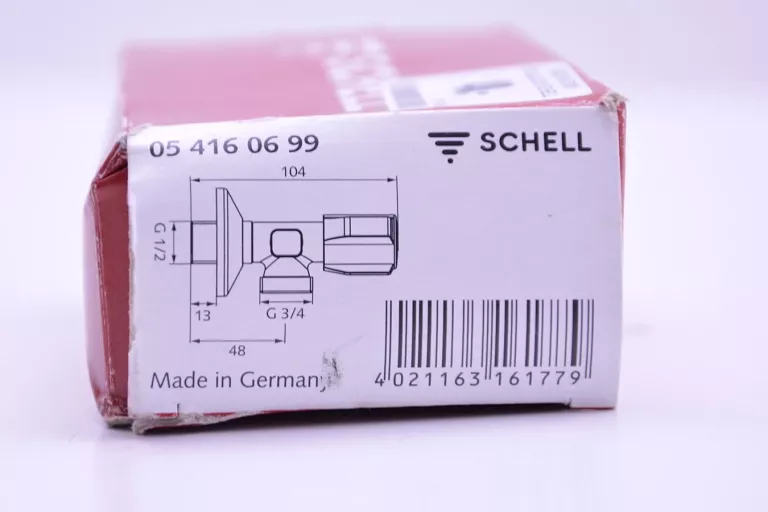 05 416 06 99
SCHELL
104
G 1/2
13
G 3/4
48
Made in Germany
4 021163 161779